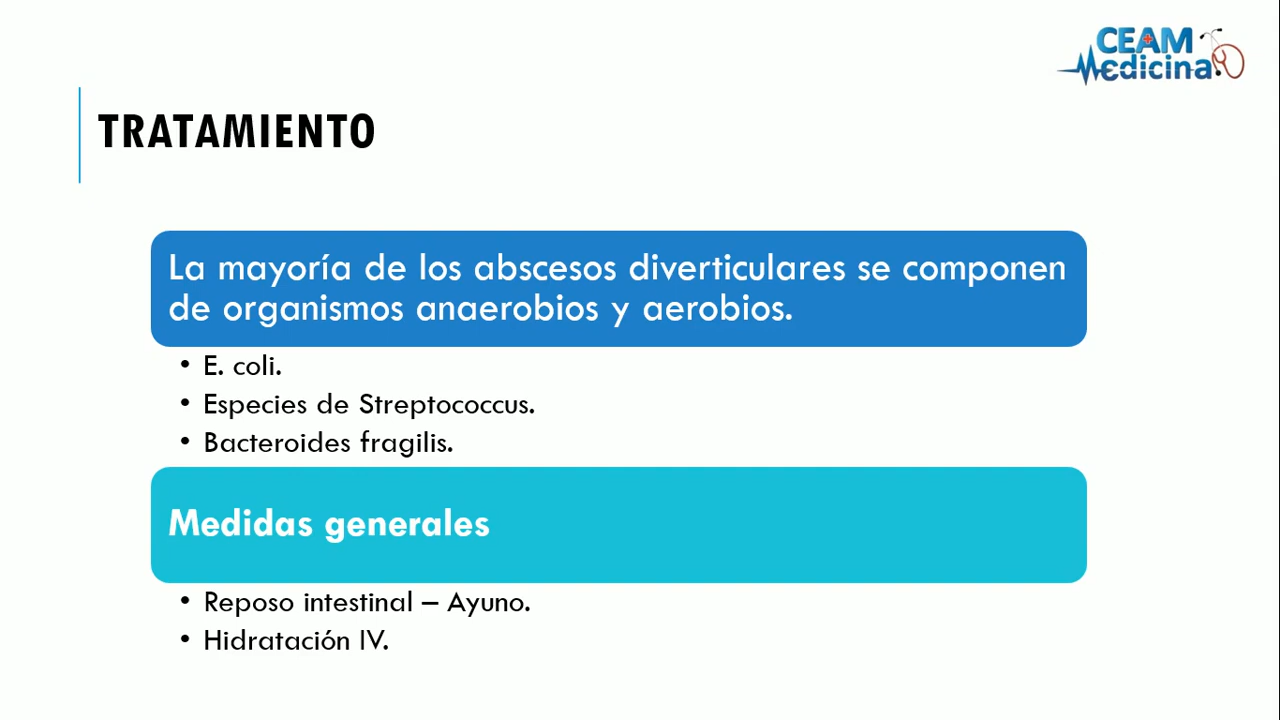 CEAM
Medicina
TRATAMIENTO
La mayoría de los abscesos diverticulares se componen
de organismos anaerobios y aerobios.
• E. coli.
• Especies de Streptococcus.
• Bacteroides fragilis.
Medidas generales
• Reposo intestinal – Ayuno.
• Hidratación IV.